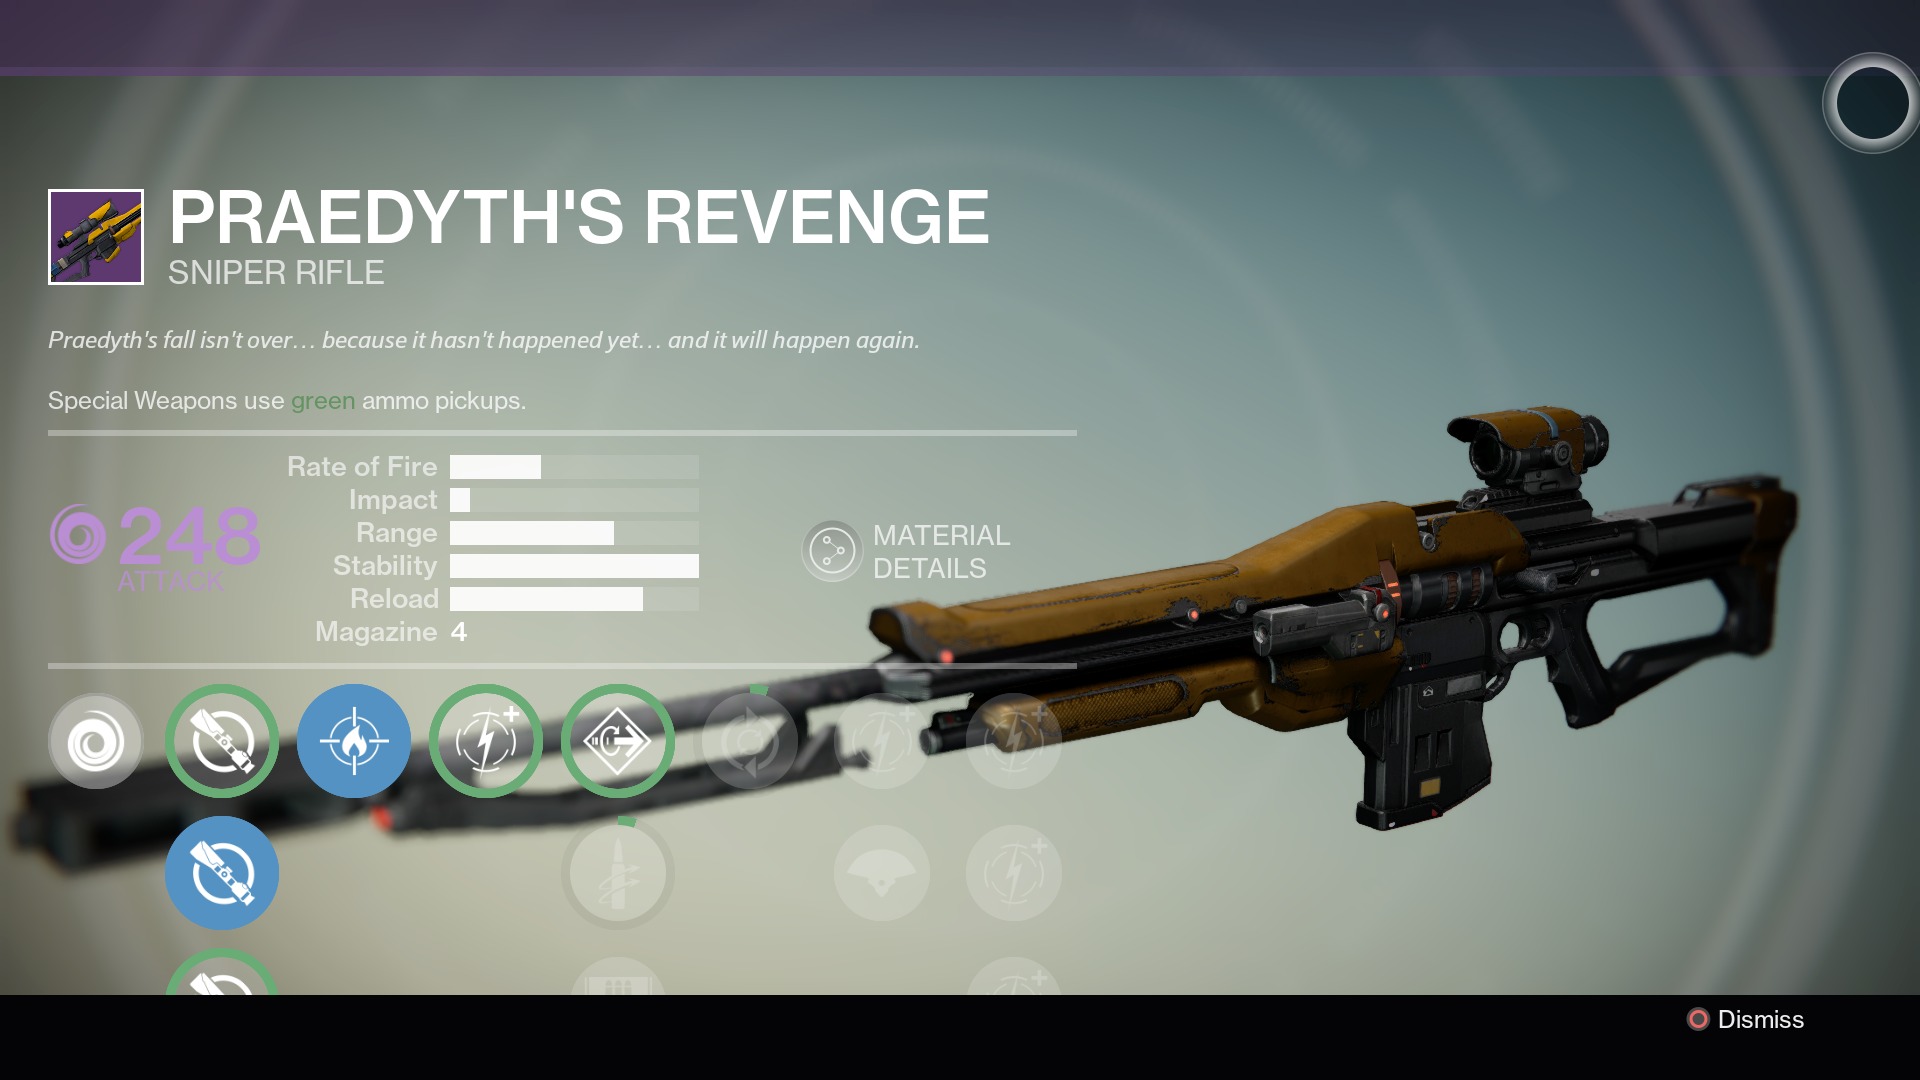 PRAEDYTH'S REVENGE
SNIPER RIFLE
Praedyth's fall isn't over… because it hasn't happened yet… and it will happen again.
Special Weapons use green ammo pickups.
248
ATTACK
Rate of Fire
Impact
Range
Stability
Reload
Magazine 4
MATERIAL
DETAILS
Dismiss